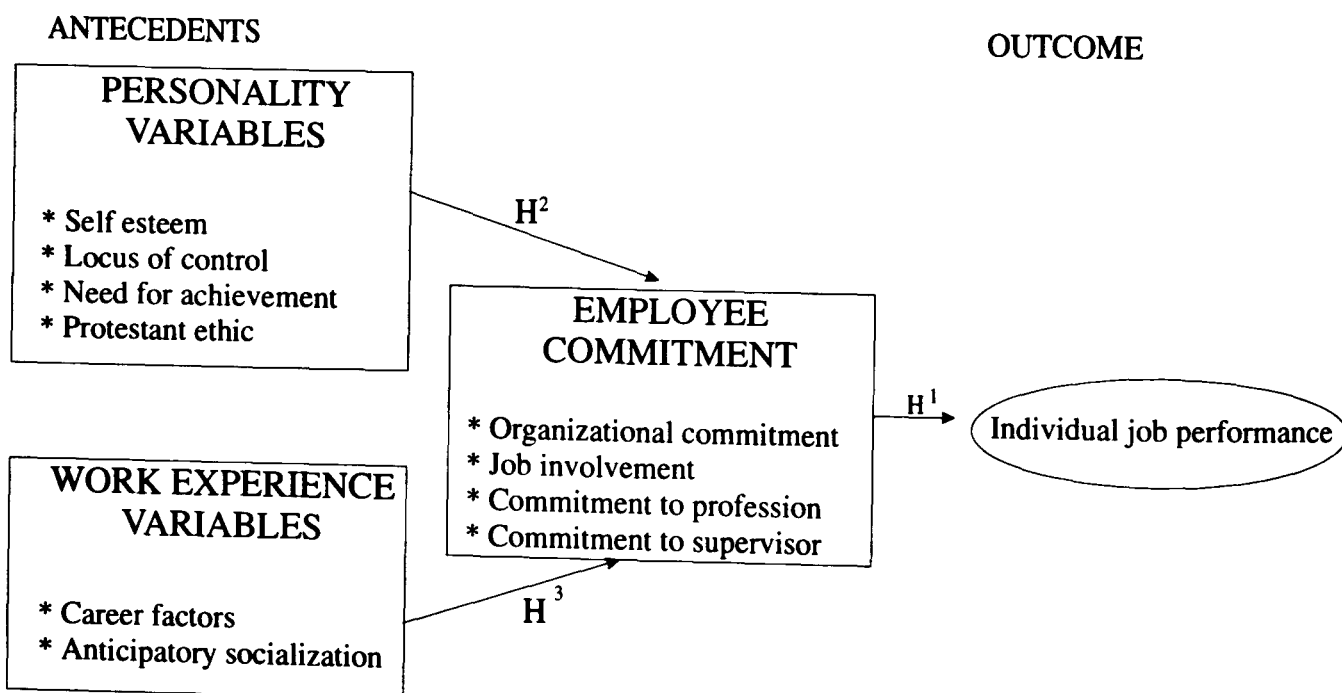 ANTECEDENTS
OUTCOME
PERSONALITY
VARIABLES
* Self esteem
* Locus of control
* Need for achievement
* Protestant ethic
H²
EMPLOYEE
COMMITMENT
* Organizational commitment
* Job involvement
* Commitment to profession
* Commitment to supervisor
H¹
Individual job performance
WORK EXPERIENCE
VARIABLES
* Career factors
* Anticipatory socialization
H³